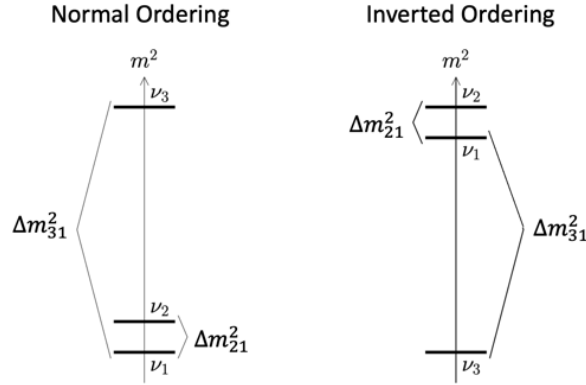 Normal Ordering
m²
ν₃
Δm²₃₁
ν₂
Δm²₂₁
ν₁
Inverted Ordering
m²
ν₂
Δm²₂₁
ν₁
Δm²₃₁
ν₃